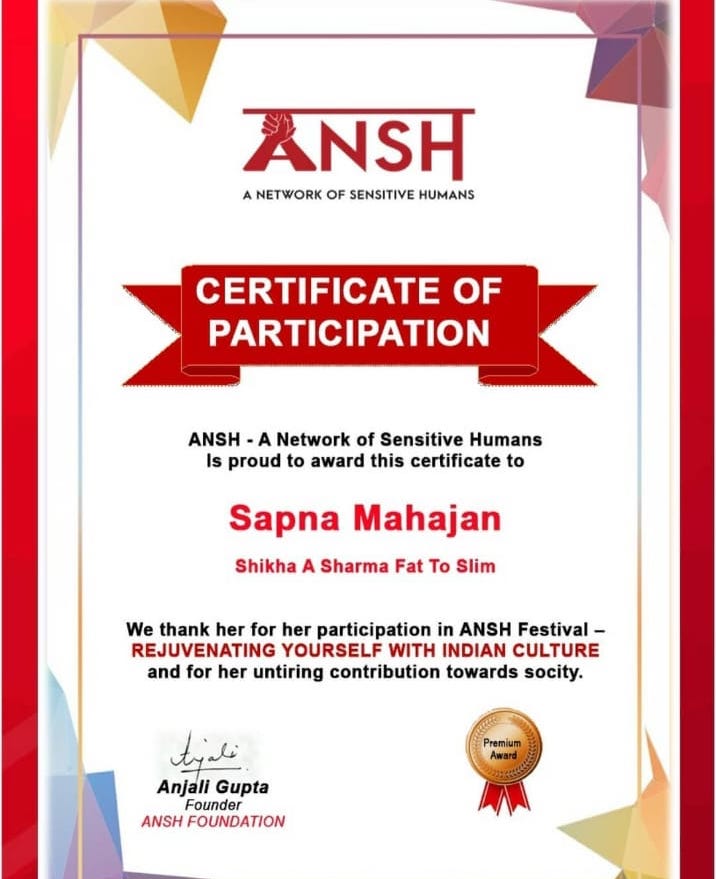 ANSH
A NETWORK OF SENSITIVE HUMANS
CERTIFICATE OF
PARTICIPATION
ANSH - A Network of Sensitive Humans
Is proud to award this certificate to
Sapna Mahajan
Shikha A Sharma Fat To Slim
We thank her for her participation in ANSH Festival –
REJUVENATING YOURSELF WITH INDIAN CULTURE
and for her untiring contribution towards socity.
Anjali
Anjali Gupta
Founder
ANSH FOUNDATION
Premium
Award